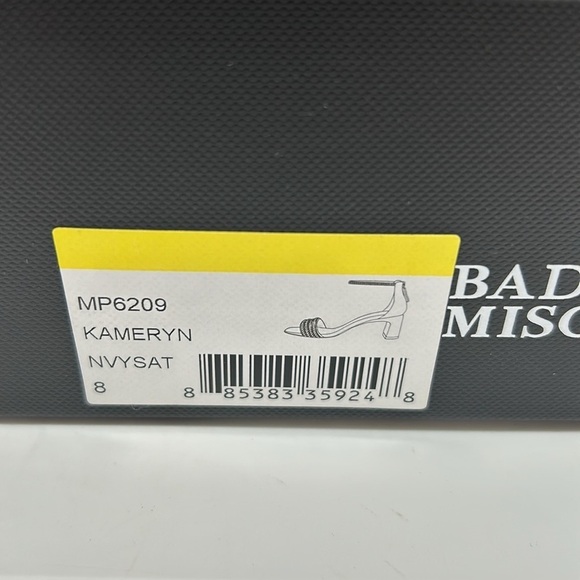 MP6209
KAMERYN
NVYSAT
8
8 85383 35924 8
BAD
MISC